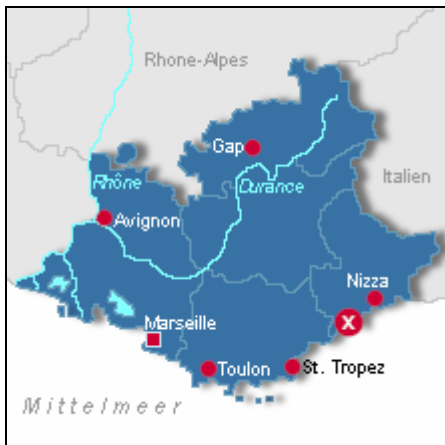 Rhone-Alpes
Gap
Italien
Rhône
Durance
Avignon
Nizza
X
Marseille
Toulon
St. Tropez
Mittelmeer